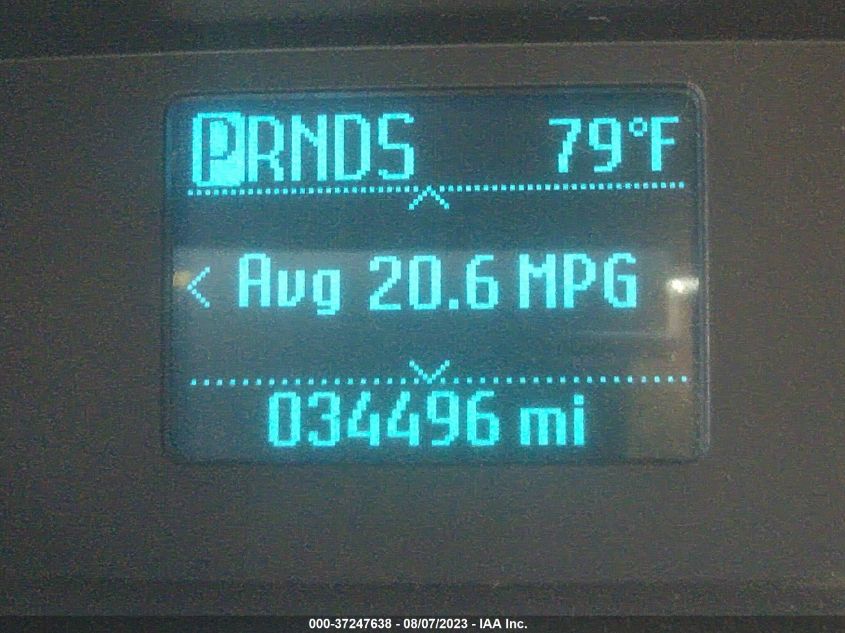 PRNDS 79°F
< Avg 20.6 MPG
034496 mi
000-37247638 - 08/07/2023 - IAA Inc.